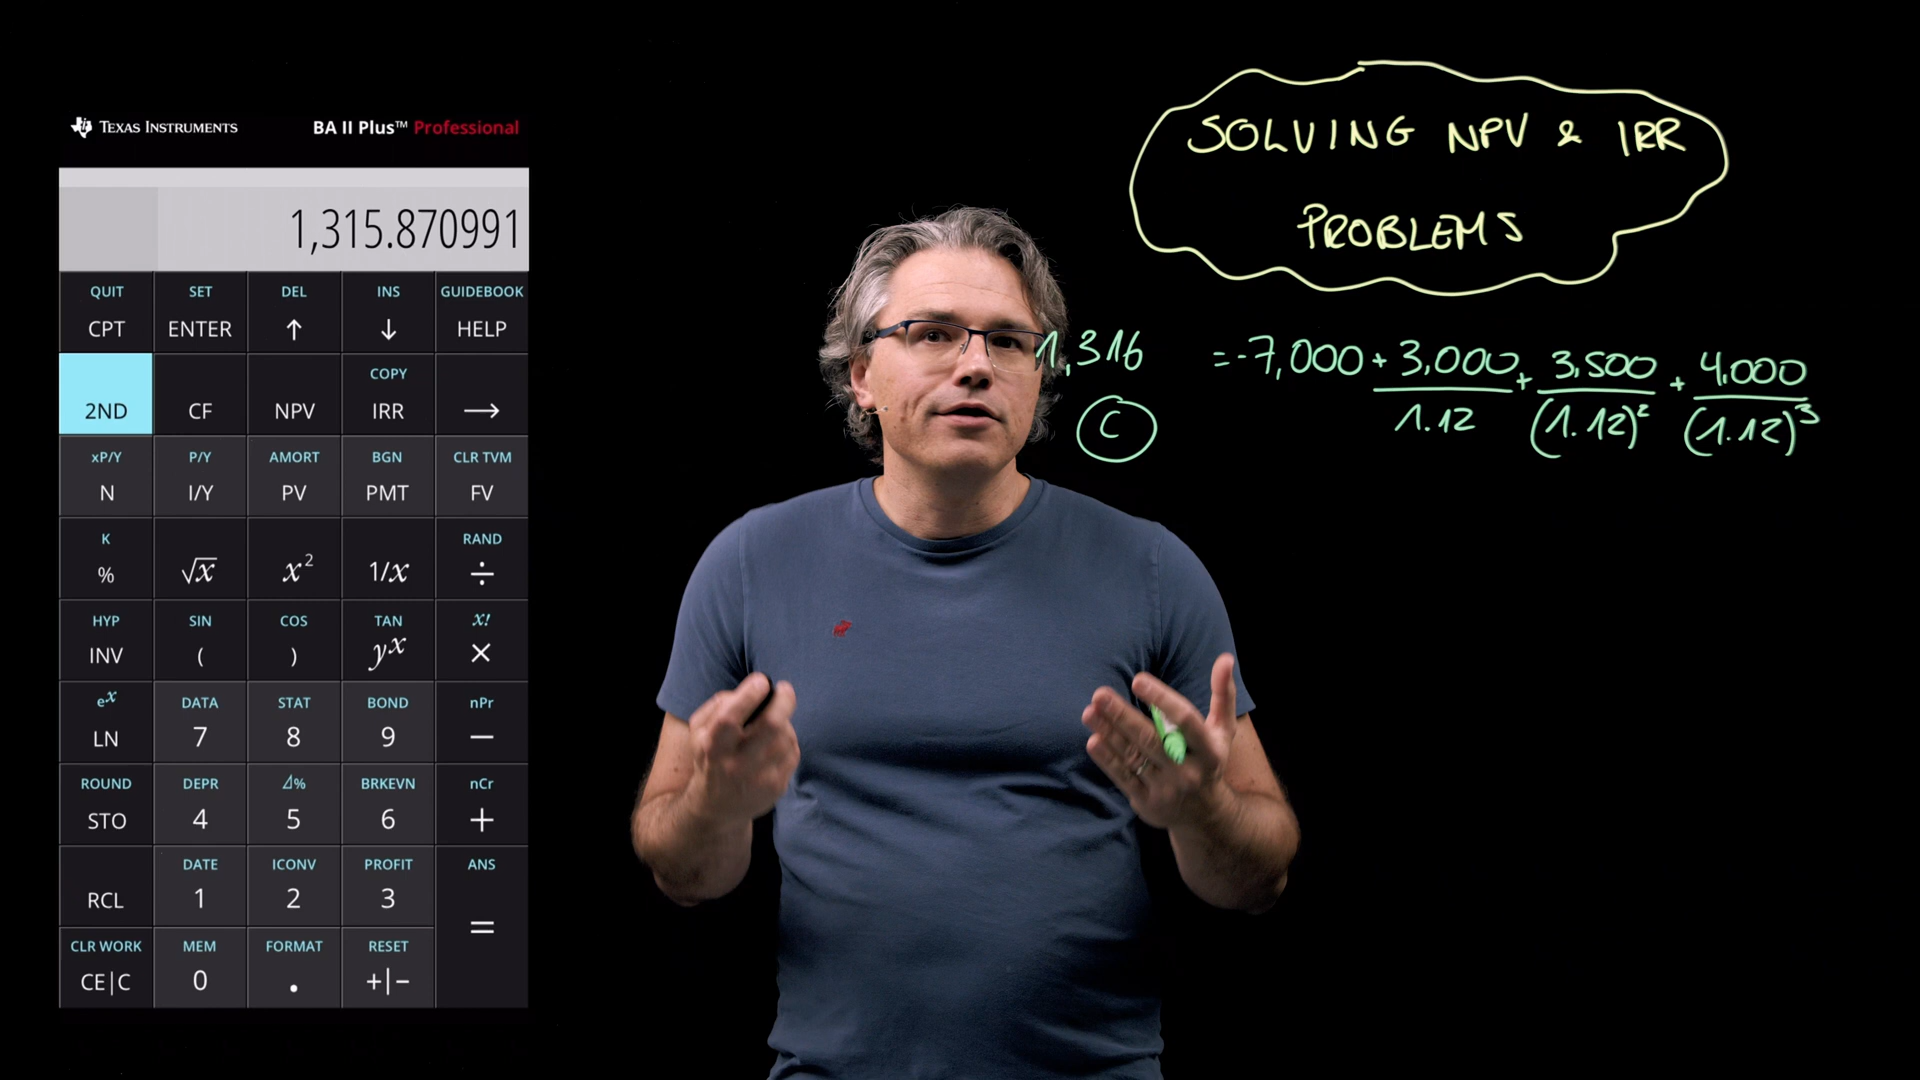 TEXAS INSTRUMENTS BA II Plus™ Professional
1,315.870991
QUIT SET DEL INS GUIDEBOOK
CPT ENTER ↑ ↓ HELP
COPY
2ND CF NPV IRR →
xP/Y P/Y AMORT BGN CLR TVM
N I/Y PV PMT FV
K RAND
% √x x² 1/x ÷
HYP SIN COS TAN x!
INV ( ) yˣ ×
eˣ DATA STAT BOND nPr
LN 7 8 9 −
ROUND DEPR Δ% BRKEVN nCr
STO 4 5 6 +
DATE ICONV PROFIT ANS
RCL 1 2 3 =
CLR WORK MEM FORMAT RESET
CE|C 0 . +|−
SOLVING NPV & IRR
PROBLEMS
1,316 = -7,000 + 3,000/1.12 + 3,500/(1.12)² + 4,000/(1.12)³
C